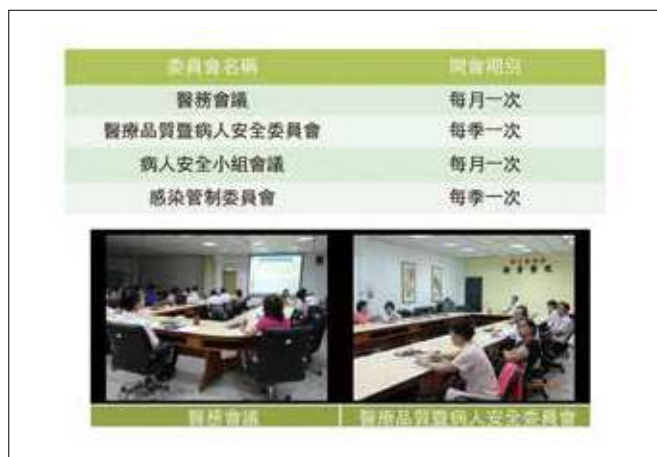 委員會名稱 開會期別
醫務會議 每月一次
醫療品質暨病人安全委員會 每季一次
病人安全小組會議 每月一次
感染管制委員會 每季一次
醫務會議 醫療品質暨病人安全委員會